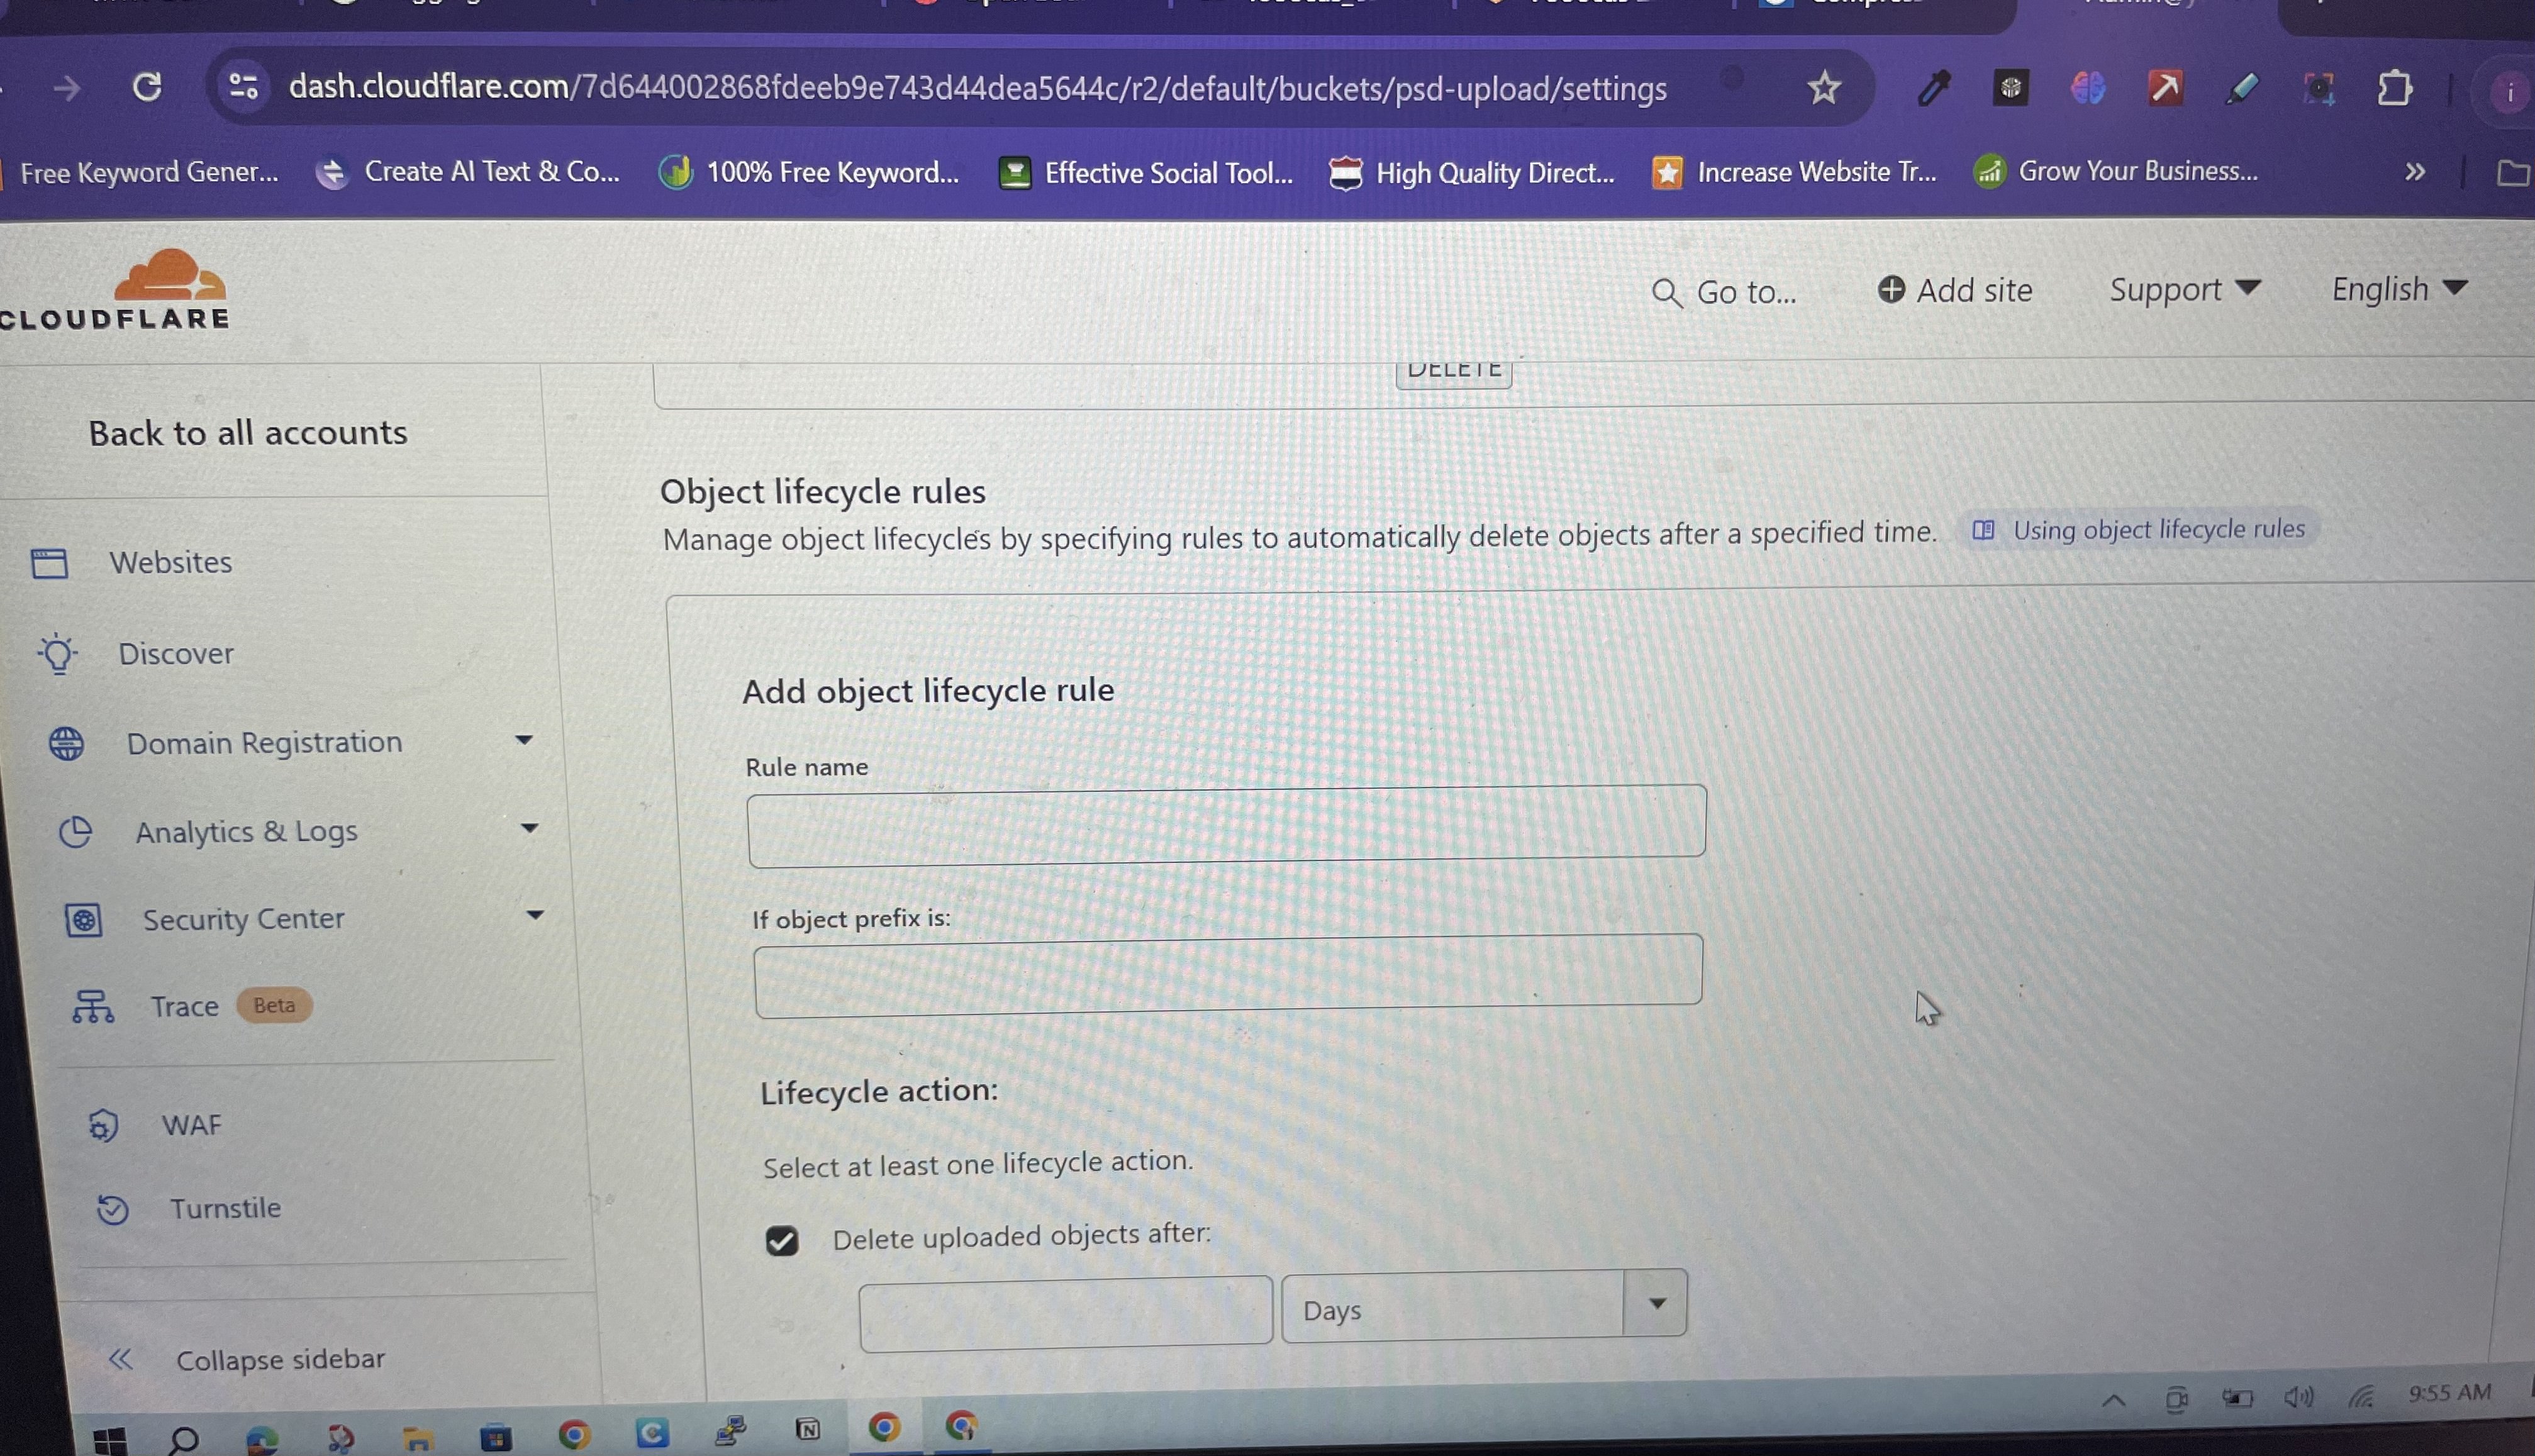 dash.cloudflare.com/7d644002868fdeeb9e743d44dea5644c/r2/default/buckets/psd-upload/settings
i
Free Keyword Gener... Create AI Text & Co... 100% Free Keyword... Effective Social Tool... High Quality Direct... Increase Website Tr... Grow Your Business... »
CLOUDFLARE
Go to... Add site Support English
DELETE
Back to all accounts
Websites
Discover
Domain Registration
Analytics & Logs
Security Center
Trace Beta
WAF
Turnstile
Collapse sidebar
Object lifecycle rules
Manage object lifecycles by specifying rules to automatically delete objects after a specified time. Using object lifecycle rules
Add object lifecycle rule
Rule name
If object prefix is:
Lifecycle action:
Select at least one lifecycle action.
Delete uploaded objects after:
Days
9:55 AM